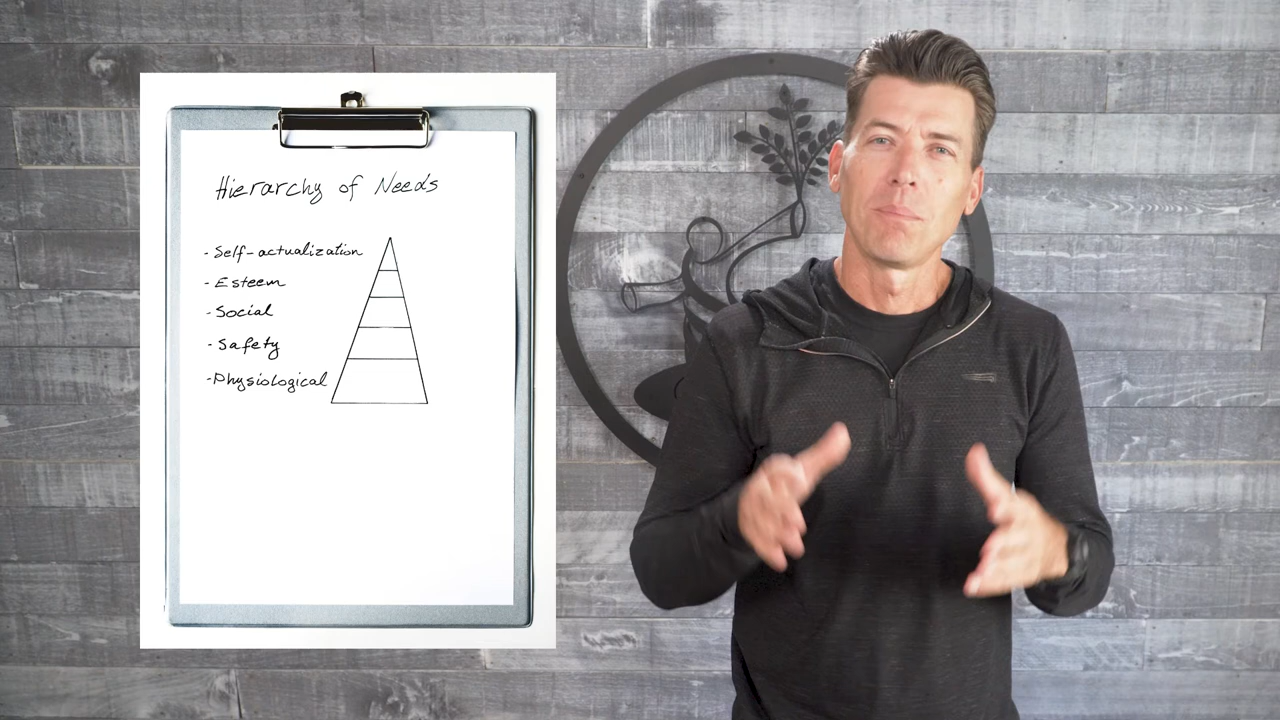 Hierarchy of Needs
- Self-actualization
- Esteem
- Social
- Safety
- Physiological